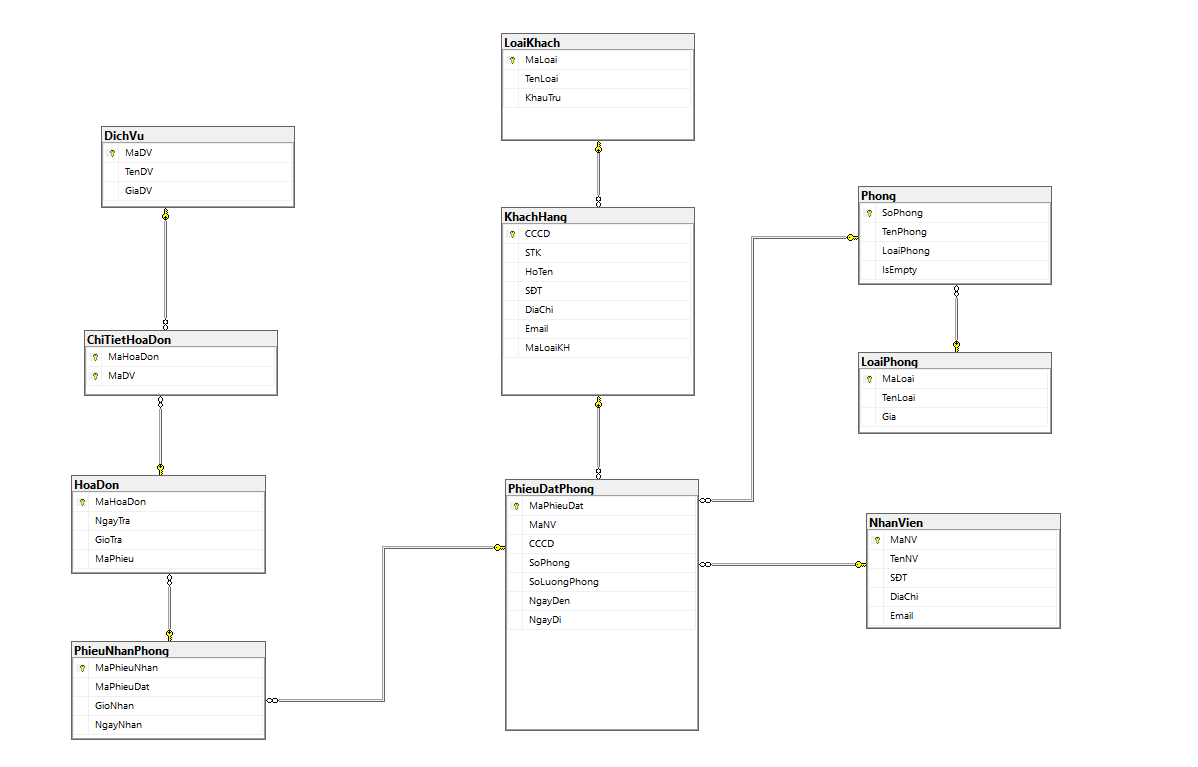 LoaiKhach
MaLoai
TenLoai
KhauTru
DichVu
MaDV
TenDV
GiaDV
KhachHang
CCCD
STK
HoTen
SĐT
DiaChi
Email
MaLoaiKH
Phong
SoPhong
TenPhong
LoaiPhong
IsEmpty
ChiTietHoaDon
MaHoaDon
MaDV
LoaiPhong
MaLoai
TenLoai
Gia
HoaDon
MaHoaDon
NgayTra
GioTra
MaPhieu
PhieuDatPhong
MaPhieuDat
MaNV
CCCD
SoPhong
SoLuongPhong
NgayDen
NgayDi
NhanVien
MaNV
TenNV
SĐT
DiaChi
Email
PhieuNhanPhong
MaPhieuNhan
MaPhieuDat
GioNhan
NgayNhan